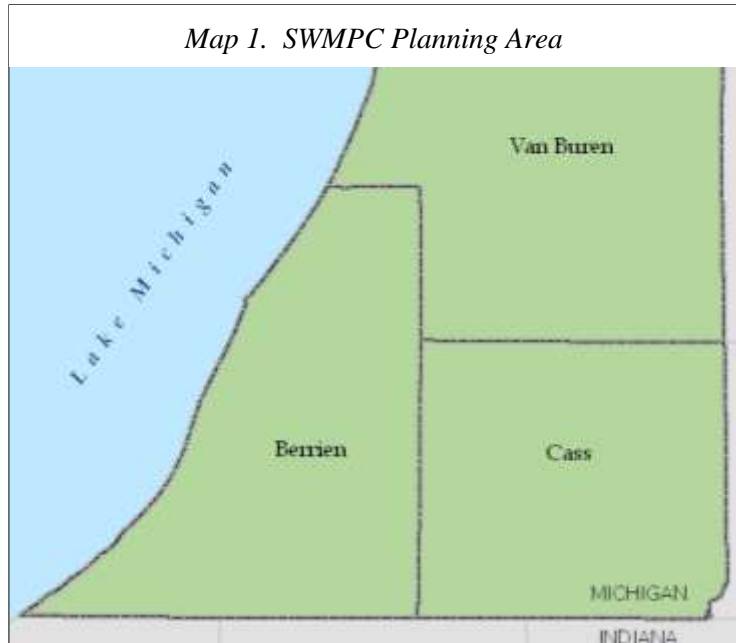 Map 1. SWMPC Planning Area
Van Buren
Lake Michigan
Berrien
Cass
MICHIGAN
INDIANA